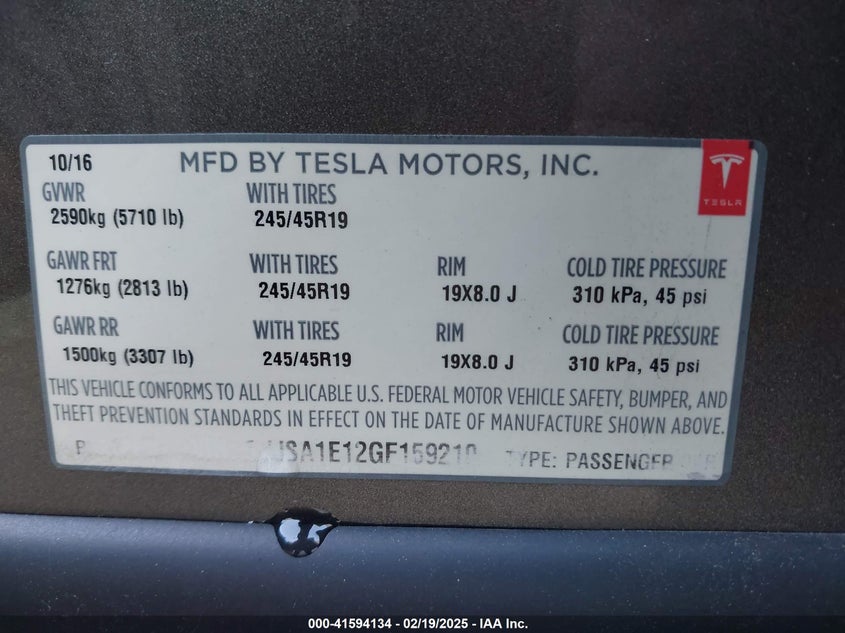 10/16 MFD BY TESLA MOTORS, INC.
TESLA
GVWR WITH TIRES
2590kg (5710 lb) 245/45R19
GAWR FRT WITH TIRES RIM COLD TIRE PRESSURE
1276kg (2813 lb) 245/45R19 19X8.0 J 310 kPa, 45 psi
GAWR RR WITH TIRES RIM COLD TIRE PRESSURE
1500kg (3307 lb) 245/45R19 19X8.0 J 310 kPa, 45 psi
THIS VEHICLE CONFORMS TO ALL APPLICABLE U.S. FEDERAL MOTOR VEHICLE SAFETY, BUMPER, AND
THEFT PREVENTION STANDARDS IN EFFECT ON THE DATE OF MANUFACTURE SHOWN ABOVE.
TYPE: PASSENGER
000-41594134 - 02/19/2025 - IAA Inc.